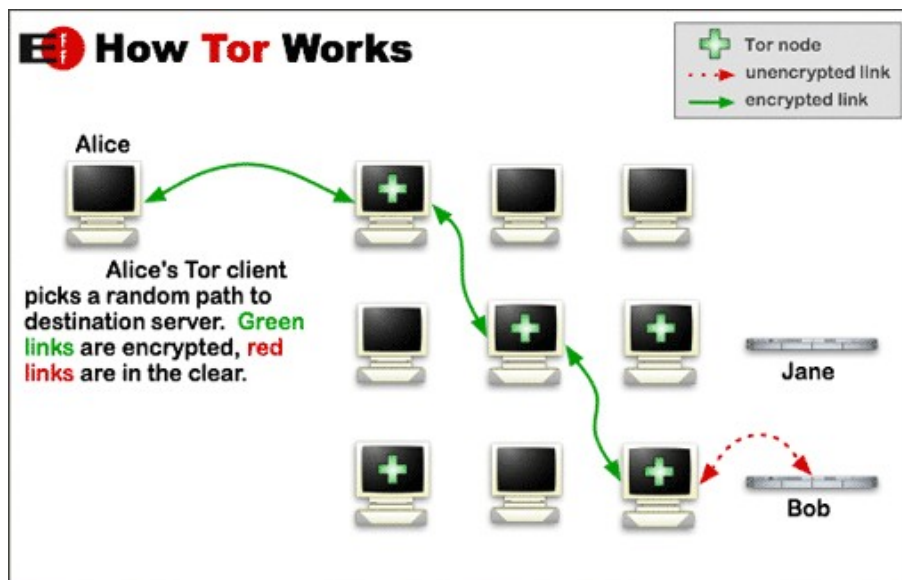 EFF How Tor Works
Tor node
unencrypted link
encrypted link
Alice
Alice's Tor client
picks a random path to
destination server. Green
links are encrypted, red
links are in the clear.
Jane
Bob